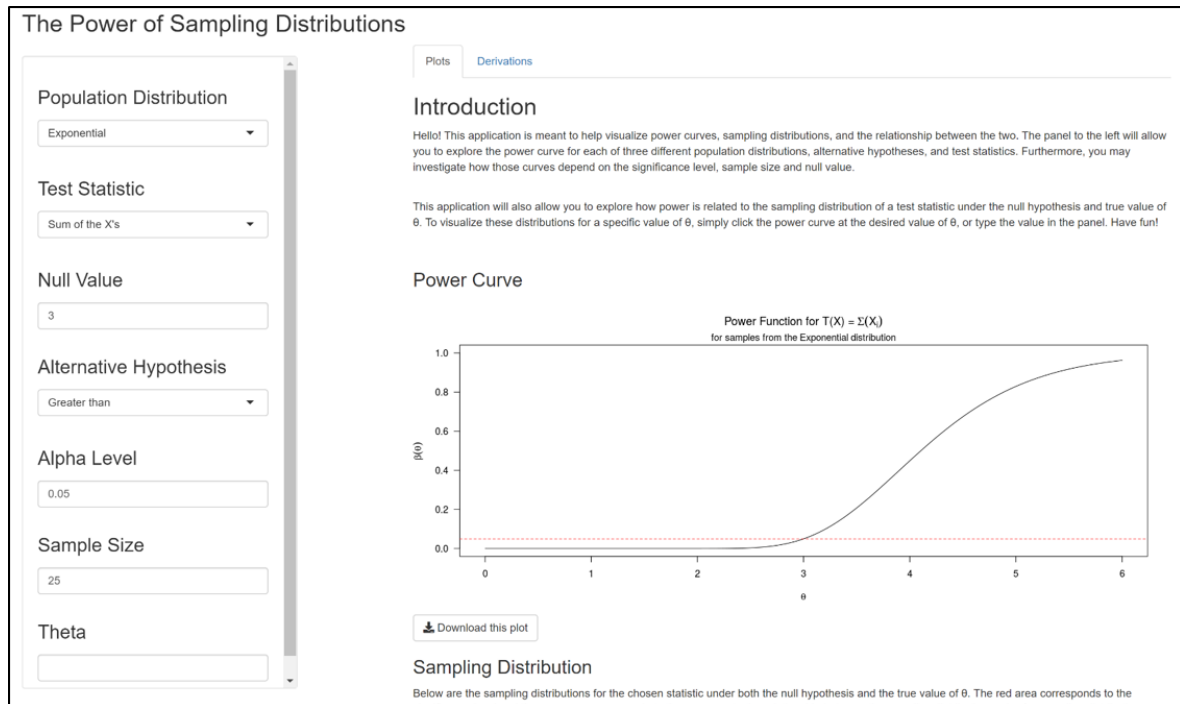 The Power of Sampling Distributions
Population Distribution
Exponential
Test Statistic
Sum of the X's
Null Value
3
Alternative Hypothesis
Greater than
Alpha Level
0.05
Sample Size
25
Theta
Plots
Derivations
Introduction
Hello! This application is meant to help visualize power curves, sampling distributions, and the relationship between the two. The panel to the left will allow
you to explore the power curve for each of three different population distributions, alternative hypotheses, and test statistics. Furthermore, you may
investigate how those curves depend on the significance level, sample size and null value.
This application will also allow you to explore how power is related to the sampling distribution of a test statistic under the null hypothesis and true value of
θ. To visualize these distributions for a specific value of θ, simply click the power curve at the desired value of θ, or type the value in the panel. Have fun!
Power Curve
Power Function for T(X) = Σ(Xᵢ)
for samples from the Exponential distribution
1.0
0.8
0.6
0.4
0.2
0.0
β(θ)
0 1 2 3 4 5 6
θ
Download this plot
Sampling Distribution
Below are the sampling distributions for the chosen statistic under both the null hypothesis and the true value of θ. The red area corresponds to the